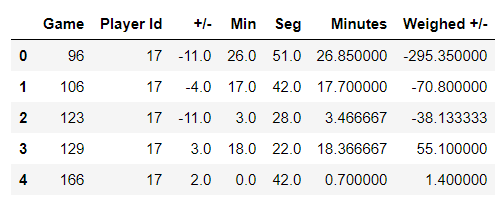 Game Player Id +/- Min Seg Minutes Weighed +/-
0 96 17 -11.0 26.0 51.0 26.850000 -295.350000
1 106 17 -4.0 17.0 42.0 17.700000 -70.800000
2 123 17 -11.0 3.0 28.0 3.466667 -38.133333
3 129 17 3.0 18.0 22.0 18.366667 55.100000
4 166 17 2.0 0.0 42.0 0.700000 1.400000